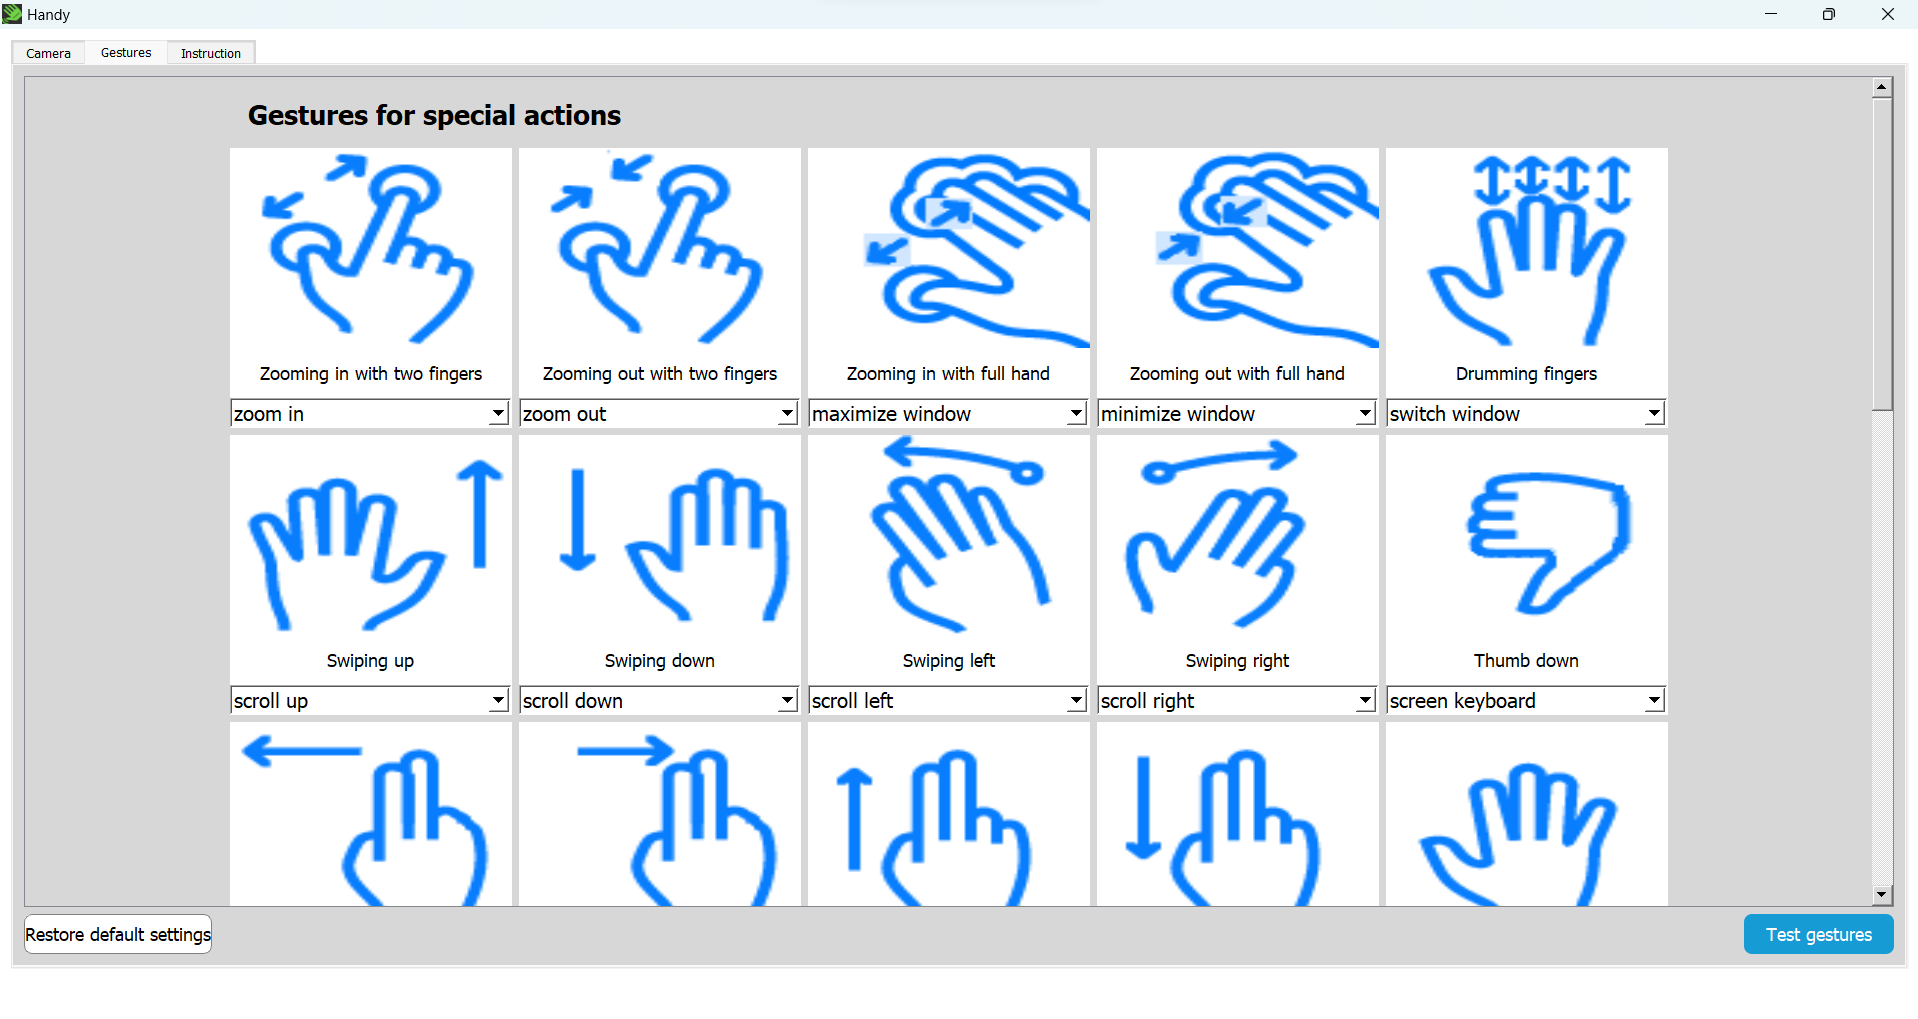 Handy
Camera
Gestures
Instruction
Gestures for special actions
Zooming in with two fingers
Zooming out with two fingers
Zooming in with full hand
Zooming out with full hand
Drumming fingers
zoom in
zoom out
maximize window
minimize window
switch window
Swiping up
Swiping down
Swiping left
Swiping right
Thumb down
scroll up
scroll down
scroll left
scroll right
screen keyboard
Restore default settings
Test gestures